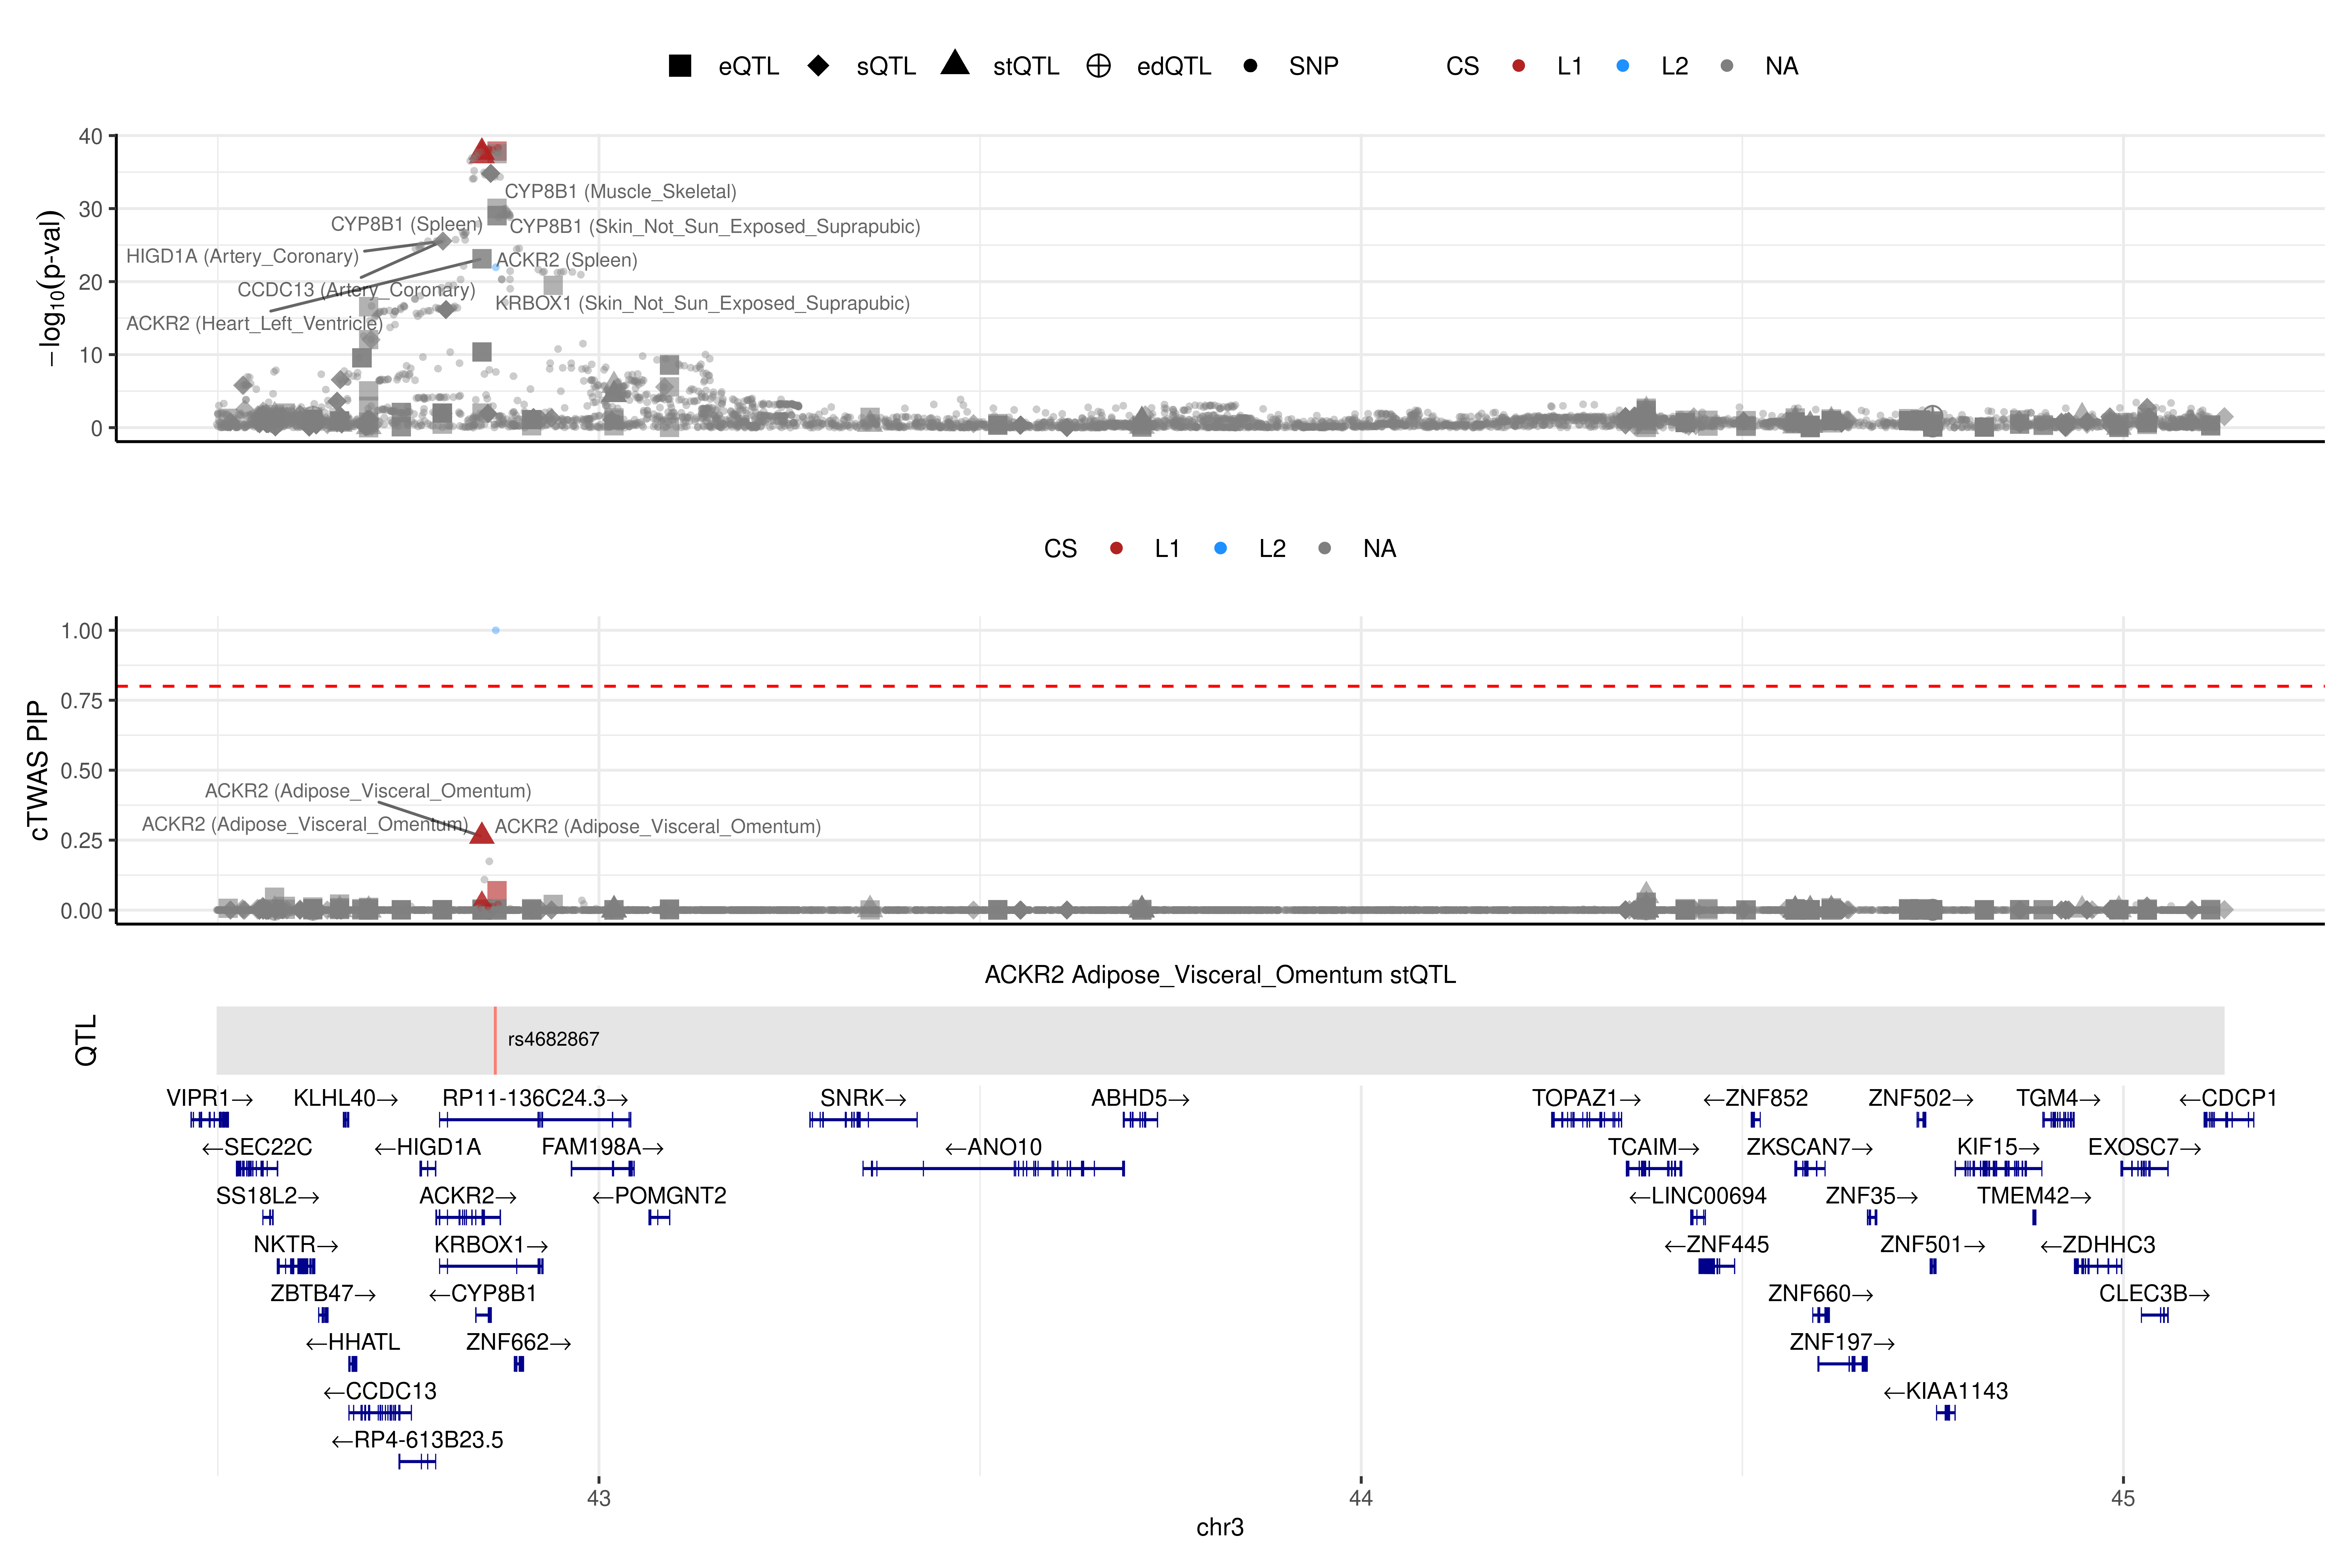 eQTL sQTL stQTL edQTL SNP CS L1 L2 NA
40
30
20
10
0
−log10(p-val)
CYP8B1 (Muscle_Skeletal)
CYP8B1 (Spleen)
CYP8B1 (Skin_Not_Sun_Exposed_Suprapubic)
HIGD1A (Artery_Coronary)
ACKR2 (Spleen)
CCDC13 (Artery_Coronary)
KRBOX1 (Skin_Not_Sun_Exposed_Suprapubic)
ACKR2 (Heart_Left_Ventricle)
CS L1 L2 NA
1.00
0.75
0.50
0.25
0.00
cTWAS PIP
ACKR2 (Adipose_Visceral_Omentum)
ACKR2 (Adipose_Visceral_Omentum)
ACKR2 (Adipose_Visceral_Omentum)
ACKR2 Adipose_Visceral_Omentum stQTL
QTL
rs4682867
VIPR1→ KLHL40→ RP11-136C24.3→ SNRK→ ABHD5→ TOPAZ1→ ←ZNF852 ZNF502→ TGM4→ ←CDCP1
←SEC22C ←HIGD1A FAM198A→ ←ANO10 TCAIM→ ZKSCAN7→ KIF15→ EXOSC7→
SS18L2→ ACKR2→ ←POMGNT2 ←LINC00694 ZNF35→ TMEM42→
NKTR→ KRBOX1→ ←ZNF445 ZNF501→ ←ZDHHC3
ZBTB47→ ←CYP8B1 ZNF660→ CLEC3B→
←HHATL ZNF662→ ZNF197→
←CCDC13 ←KIAA1143
←RP4-613B23.5
43 44 45
chr3